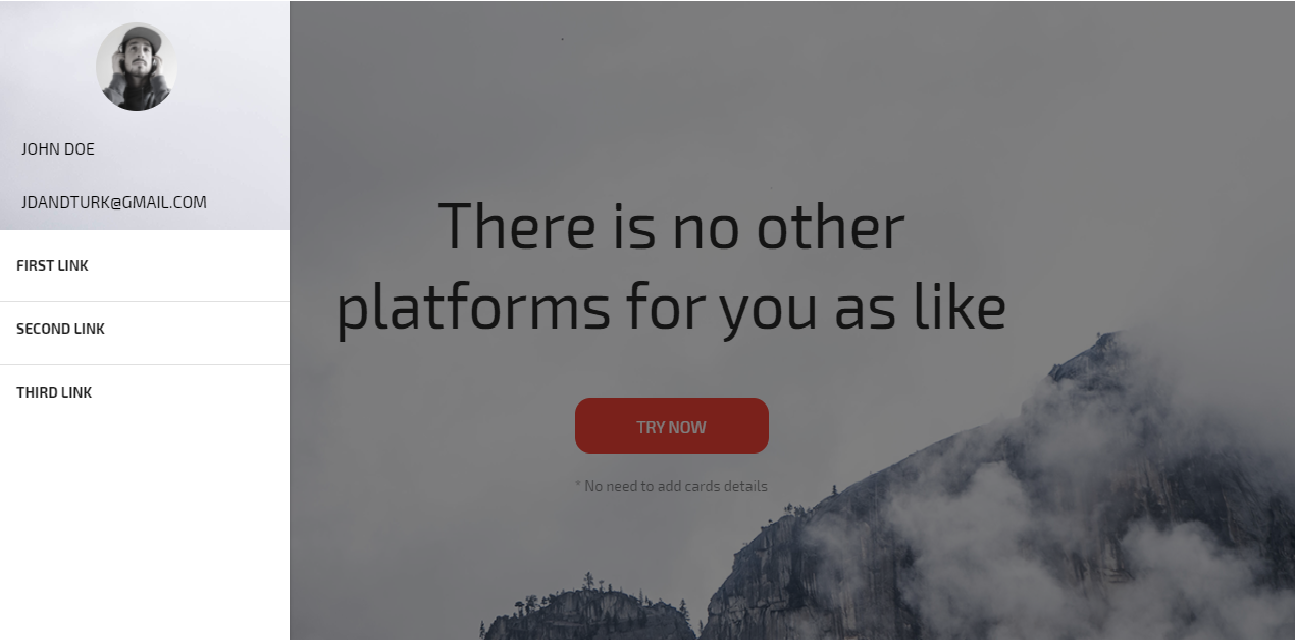 JOHN DOE
JDANDTURK@GMAIL.COM
FIRST LINK
SECOND LINK
THIRD LINK
There is no other
platforms for you as like
TRY NOW
* No need to add cards details